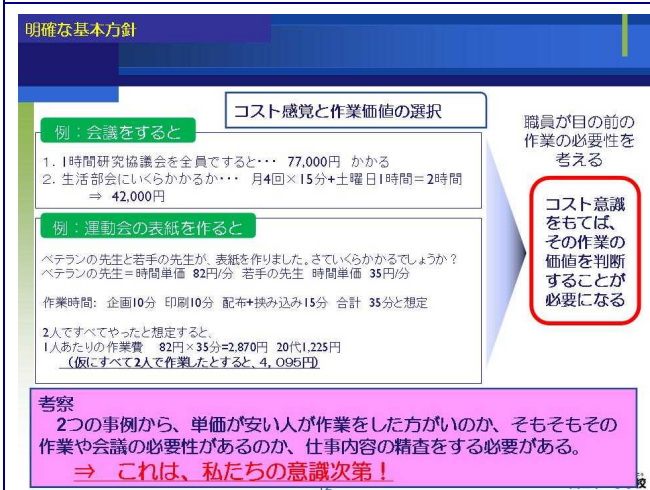 明確な基本方針
コスト感覚と作業価値の選択
例：会議をすると
1. 1時間研究協議会を全員ですると･･･ 77,000円 かかる
2. 生活部会にいくらかかるか･･･ 月4回×15分+土曜日1時間＝2時間
⇒ 42,000円
例：運動会の表紙を作ると
ベテランの先生と若手の先生が、表紙を作りました。さていくらかかるでしょうか？
ベテランの先生＝時間単価 82円/分 若手の先生 時間単価 35円/分
作業時間: 企画10分 印刷10分 配布+挟み込み15分 合計 35分と想定
2人ですべてやったと想定すると、
1人あたりの作業費 82円×35分=2,870円 20代1,225円
（仮にすべて2人で作業したとすると、4,095円）
職員が目の前の
作業の必要性を
考える
コスト意識
をもてば、
その作業の
価値を判断
することが
必要になる
考察
2つの事例から、単価が安い人が作業をした方がいのか、そもそもその
作業や会議の必要性があるのか、仕事内容の精査をする必要がある。
⇒ これは、私たちの意識次第！
校